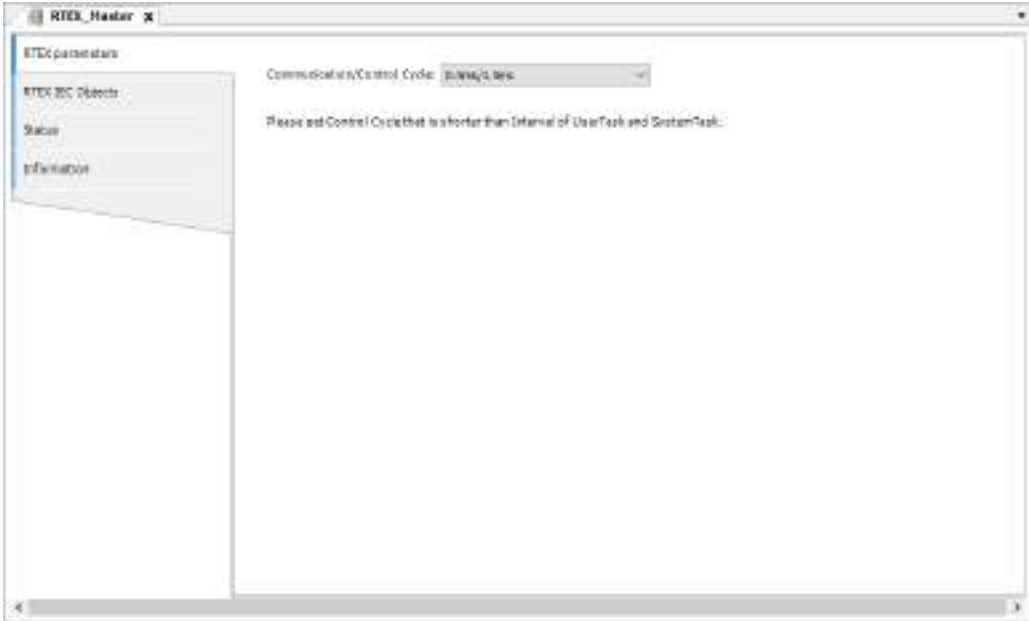 RTEX_Master
RTEX parameters
Communication/Control Cycle:
RTEX IEC Objects
Please set Control Cycle that is shorter than Interval of UserTask and SystemTask.
Status
Information